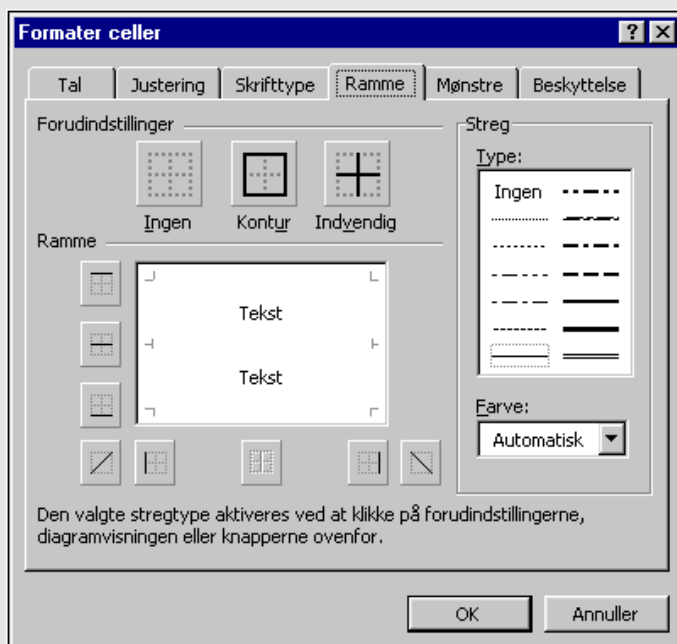 Formater celler
Tal Justering Skrifttype Ramme Mønstre Beskyttelse
Forudindstillinger
Ingen Kontur Indvendig
Ramme
Tekst
Tekst
Streg
Type:
Ingen
Farve:
Automatisk
Den valgte stregtype aktiveres ved at klikke på forudindstillingerne,
diagramvisningen eller knapperne ovenfor.
OK Annuller